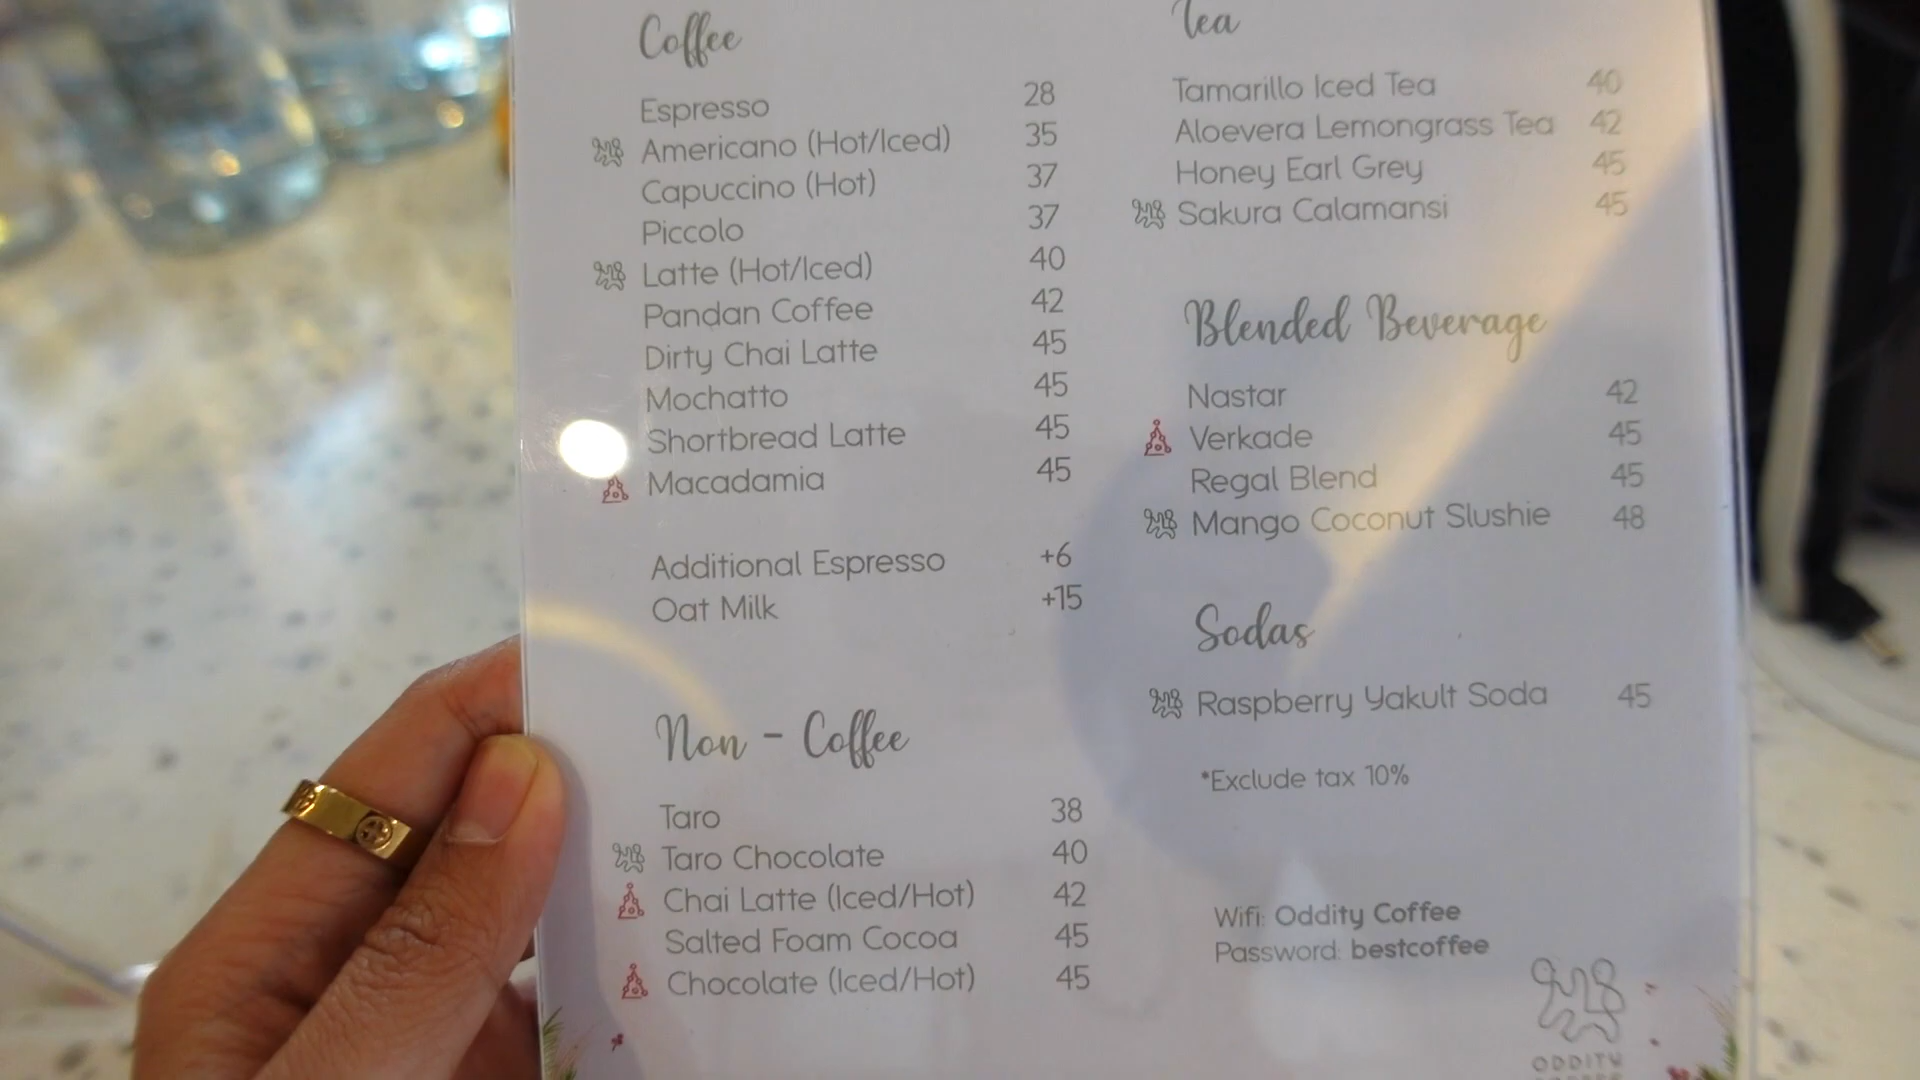 Coffee
Espresso 28
Americano (Hot/Iced) 35
Capuccino (Hot) 37
Piccolo 37
Latte (Hot/Iced) 40
Pandan Coffee 42
Dirty Chai Latte 45
Mochatto 45
Shortbread Latte 45
Macadamia 45
Additional Espresso +6
Oat Milk +15
Non - Coffee
Taro 38
Taro Chocolate 40
Chai Latte (Iced/Hot) 42
Salted Foam Cocoa 45
Chocolate (Iced/Hot) 45
Tea
Tamarillo Iced Tea 40
Aloevera Lemongrass Tea 42
Honey Earl Grey 45
Sakura Calamansi 45
Blended Beverage
Nastar 42
Verkade 45
Regal Blend 45
Mango Coconut Slushie 48
Sodas
Raspberry Yakult Soda 45
*Exclude tax 10%
Wifi: Oddity Coffee
Password: bestcoffee
ODDITY